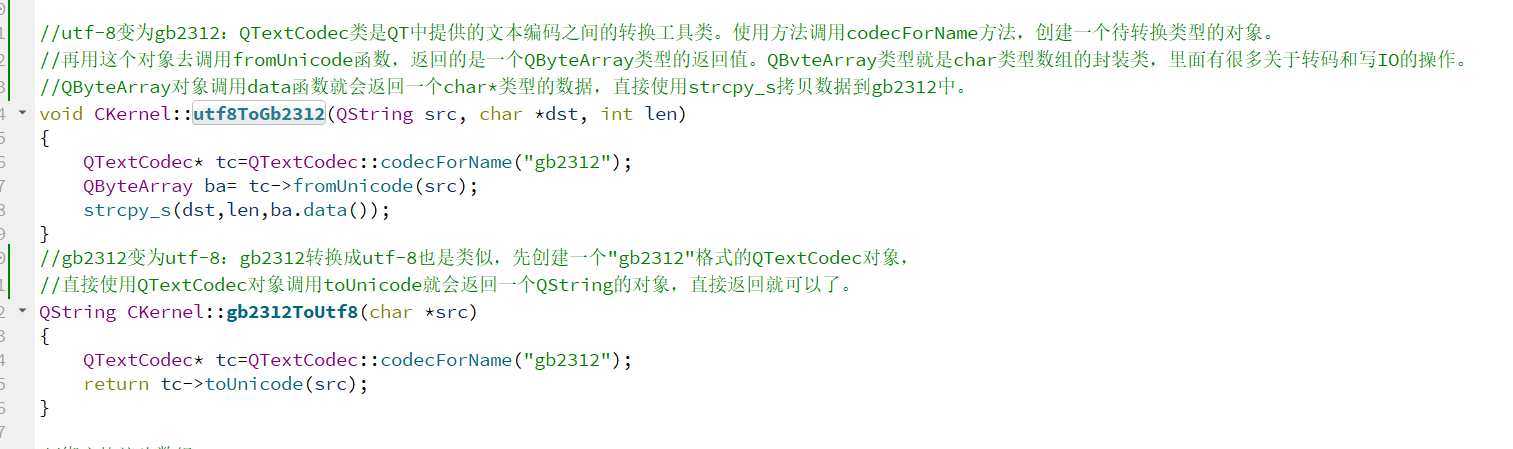 //utf-8变为gb2312：QTextCodec类是QT中提供的文本编码之间的转换工具类。使用方法调用codecForName方法，创建一个待转换类型的对象。
//再用这个对象去调用fromUnicode函数，返回的是一个QByteArray类型的返回值。QBvteArray类型就是char类型数组的封装类，里面有很多关于转码和写IO的操作。
//QByteArray对象调用data函数就会返回一个char*类型的数据，直接使用strcpy_s拷贝数据到gb2312中。
void CKernel::utf8ToGb2312(QString src, char *dst, int len)
{
    QTextCodec* tc=QTextCodec::codecForName("gb2312");
    QByteArray ba= tc->fromUnicode(src);
    strcpy_s(dst,len,ba.data());
}
//gb2312变为utf-8：gb2312转换成utf-8也是类似，先创建一个"gb2312"格式的QTextCodec对象，
//直接使用QTextCodec对象调用toUnicode就会返回一个QString的对象，直接返回就可以了。
QString CKernel::gb2312ToUtf8(char *src)
{
    QTextCodec* tc=QTextCodec::codecForName("gb2312");
    return tc->toUnicode(src);
}